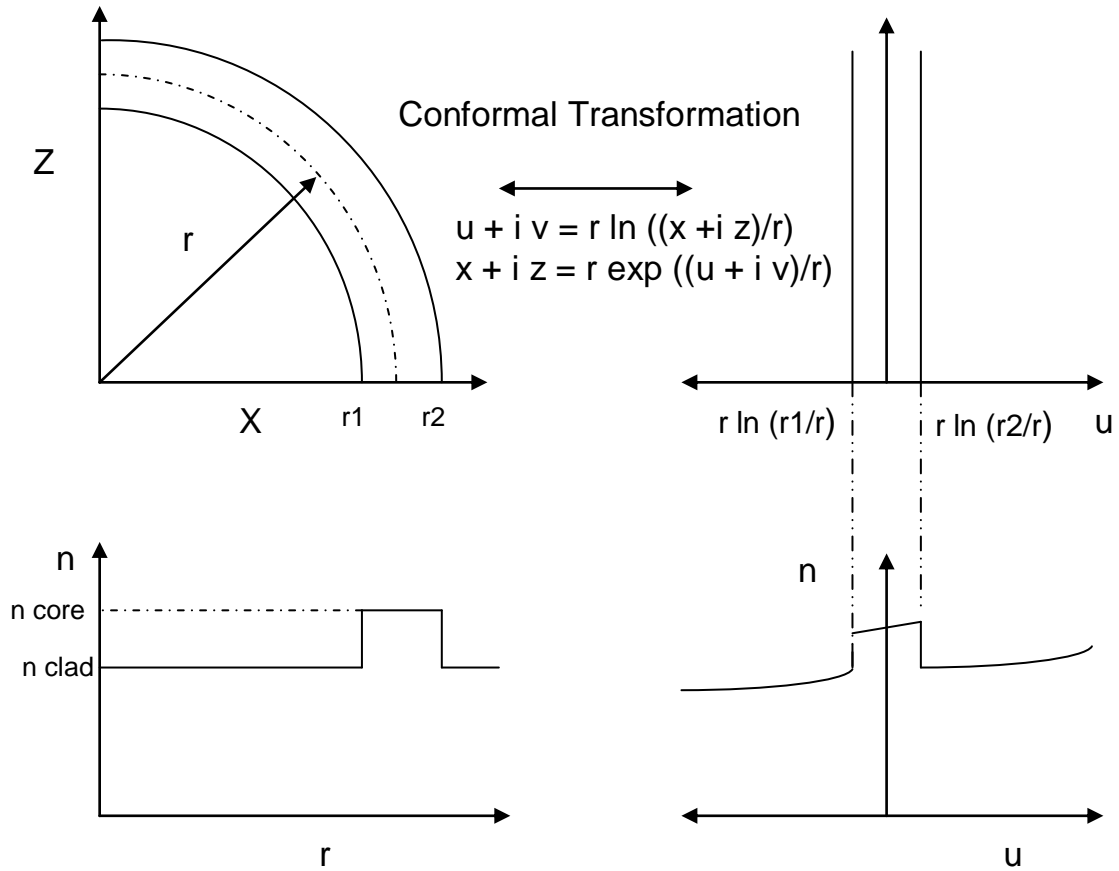 Conformal Transformation
Z
r
u + i v = r ln ((x +i z)/r)
x + i z = r exp ((u + i v)/r)
X
r1
r2
r ln (r1/r)
r ln (r2/r)
u
n
n core
n clad
r
n
u